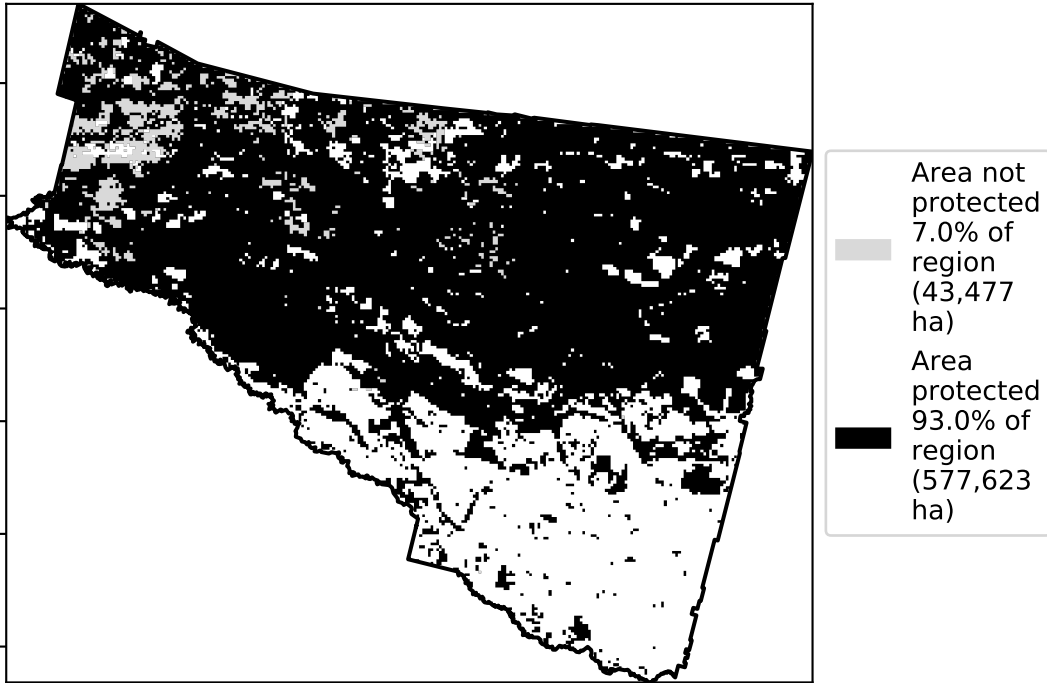 Area not
protected
7.0% of
region
(43,477
ha)
Area
protected
93.0% of
region
(577,623
ha)